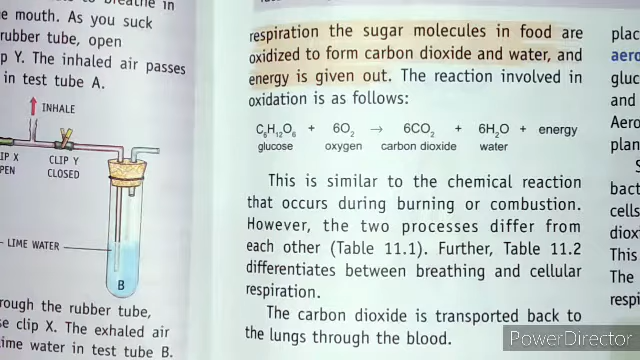 breathe in
e mouth. As you suck
rubber tube, open
p Y. The inhaled air passes
in test tube A.
INHALE
IP X
PEN
CLIP Y
CLOSED
LIME WATER
B
rough the rubber tube,
se clip X. The exhaled air
ime water in test tube B.
respiration the sugar molecules in food are
oxidized to form carbon dioxide and water, and
energy is given out. The reaction involved in
oxidation is as follows:
C₆H₁₂O₆ + 6O₂ → 6CO₂ + 6H₂O + energy
glucose oxygen carbon dioxide water
This is similar to the chemical reaction
that occurs during burning or combustion.
However, the two processes differ from
each other (Table 11.1). Further, Table 11.2
differentiates between breathing and cellular
respiration.
The carbon dioxide is transported back to
the lungs through the blood.
plac
aero
gluc
and
Aero
plan
S
bact
cells
diox
This
The
respi
PowerDirector